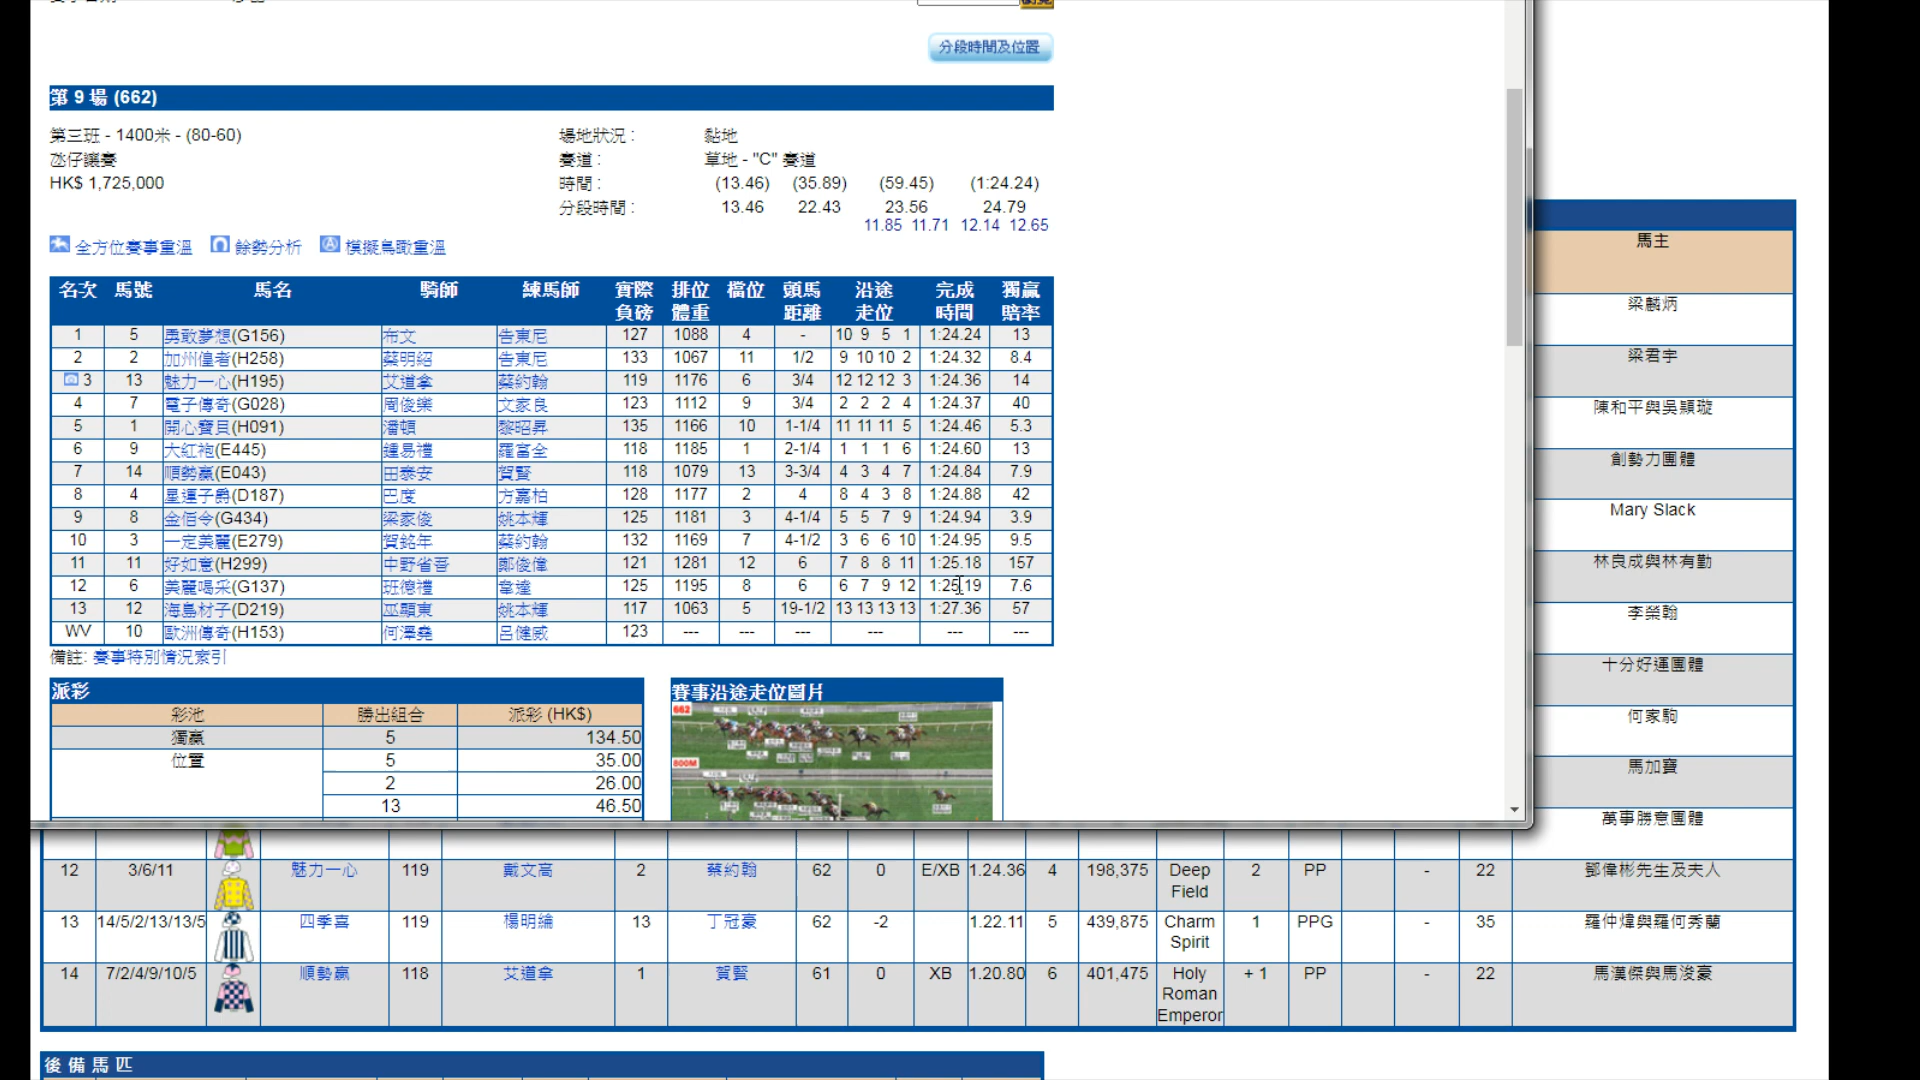 分段時間及位置
第 9 場 (662)
第三班 - 1400米 - (80-60) 場地狀況 : 黏地
氹仔讓賽 賽道 : 草地 - "C" 賽道
HK$ 1,725,000 時間 : (13.46) (35.89) (59.45) (1:24.24)
分段時間 : 13.46 22.43 23.56 24.79
11.85 11.71 12.14 12.65
全方位賽事重溫 餘勢分析 模擬鳥瞰重溫
名次 馬號 馬名 騎師 練馬師 實際負磅 排位體重 檔位 頭馬距離 沿途走位 完成時間 獨贏賠率
1 5 勇敢夢想(G156) 布文 告東尼 127 1088 4 - 10 9 5 1 1:24.24 13
2 2 加州偟者(H258) 蔡明紹 告東尼 133 1067 11 1/2 9 10 10 2 1:24.32 8.4
3 13 魅力一心(H195) 艾道拿 蔡約翰 119 1176 6 3/4 12 12 12 3 1:24.36 14
4 7 電子傳奇(G028) 周俊樂 文家良 123 1112 9 3/4 2 2 2 4 1:24.37 40
5 1 開心寶貝(H091) 潘頓 黎昭昇 135 1166 10 1-1/4 11 11 11 5 1:24.46 5.3
6 9 大紅袍(E445) 鍾易禮 羅富全 118 1185 1 2-1/4 1 1 1 6 1:24.60 13
7 14 順勢贏(E043) 田泰安 賀賢 118 1079 13 3-3/4 4 3 4 7 1:24.84 7.9
8 4 星運子爵(D187) 巴度 方嘉柏 128 1177 2 4 8 4 3 8 1:24.88 42
9 8 金佰令(G434) 梁家俊 姚本輝 125 1181 3 4-1/4 5 5 7 9 1:24.94 3.9
10 3 一定美麗(E279) 賀銘年 蔡約翰 132 1169 7 4-1/2 3 6 6 10 1:24.95 9.5
11 11 好如意(H299) 中野省吾 鄭俊偉 121 1281 12 6 7 8 8 11 1:25.18 157
12 6 美麗喝采(G137) 班德禮 韋達 125 1195 8 6 6 7 9 12 1:25.19 7.6
13 12 海島材子(D219) 巫顯東 姚本輝 117 1063 5 19-1/2 13 13 13 13 1:27.36 57
WV 10 歐洲傳奇(H153) 何澤堯 呂健威 123 --- --- --- --- --- ---
備註: 賽事特別情況索引
派彩 賽事沿途走位圖片
彩池 勝出組合 派彩 (HK$)
獨贏 5 134.50
位置 5 35.00
2 26.00
13 46.50
662
800M
馬主
梁麟炳
梁君宇
陳和平與吳穎璇
創勢力團體
Mary Slack
林良成與林有勤
李榮翰
十分好運團體
何家駒
馬加寶
萬事勝意團體
12 3/6/11 魅力一心 119 戴文高 2 蔡約翰 62 0 E/XB 1.24.36 4 198,375 Deep Field 2 PP - 22 鄧偉彬先生及夫人
13 14/5/2/13/13/5 四季喜 119 楊明綸 13 丁冠豪 62 -2 1.22.11 5 439,875 Charm Spirit 1 PPG - 35 羅仲煒與羅何秀蘭
14 7/2/4/9/10/5 順勢贏 118 艾道拿 1 賀賢 61 0 XB 1.20.80 6 401,475 Holy Roman Emperor + 1 PP - 22 馬漢傑與馬浚豪
後 備 馬 匹